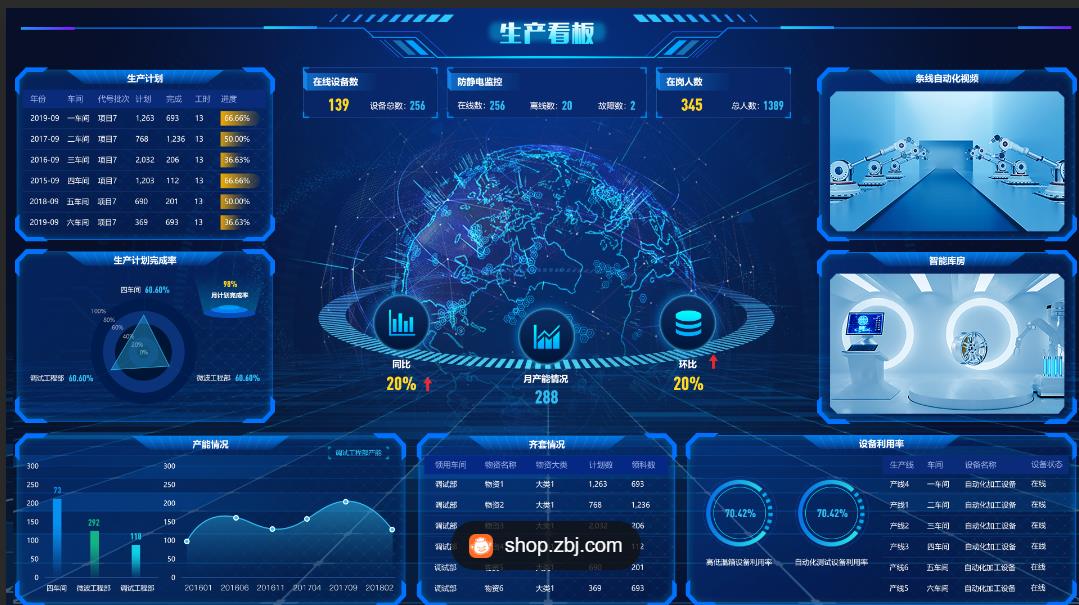 生产看板
生产计划
年份 车间 代号批次 计划 完成 工时 进度
2019-09 一车间 项目7 1,263 693 13 66.66%
2017-09 二车间 项目7 768 1,236 13 50.00%
2016-09 三车间 项目7 2,032 206 13 36.63%
2015-09 四车间 项目7 1,203 112 13 66.66%
2018-09 五车间 项目7 690 201 13 50.00%
2019-09 六车间 项目7 369 693 13 36.63%
在线设备数
139 设备总数: 256
防静电监控
在线数: 256 离线数: 20 故障数: 2
在岗人数
345 总人数: 1389
条线自动化视频
生产计划完成率
四车间 60.60%
98%
月计划完成率
100%
80%
60%
40%
20%
0%
调试工程部 60.60%
微波工程部 60.60%
同比
20%
月产能情况
288
环比
20%
智能库房
产能情况
调试工程部产能
300
250
200
150
100
50
0
73
292
110
四车间 微波工程部 调试工程部
300
250
200
150
100
50
0
201601 201606 201611 201704 201709 201802
齐套情况
领用车间 物资名称 物资大类 计划数 领料数
调试部 物资1 大类1 1,263 693
调试部 物资2 大类1 768 1,236
调试部 物资3 大类1 2,032 206
调试
12
690 201
调试部 物资6 大类1 369 693
shop.zbj.com
设备利用率
70.42%
高低温箱设备利用率
70.42%
自动化测试设备利用率
生产线 车间 设备名称 设备状态
产线4 一车间 自动化加工设备 在线
产线1 二车间 自动化加工设备 在线
产线2 三车间 自动化加工设备 在线
产线3 四车间 自动化加工设备 在线
产线6 五车间 自动化加工设备 在线
产线5 六车间 自动化加工设备 在线